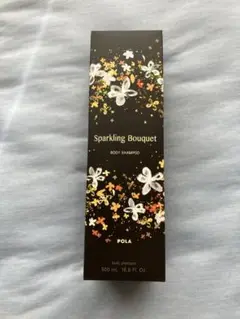 Sparkling Bouquet
BODY SHAMPOO
POLA
body shampoo
500 mL 16.9 Fl. Oz